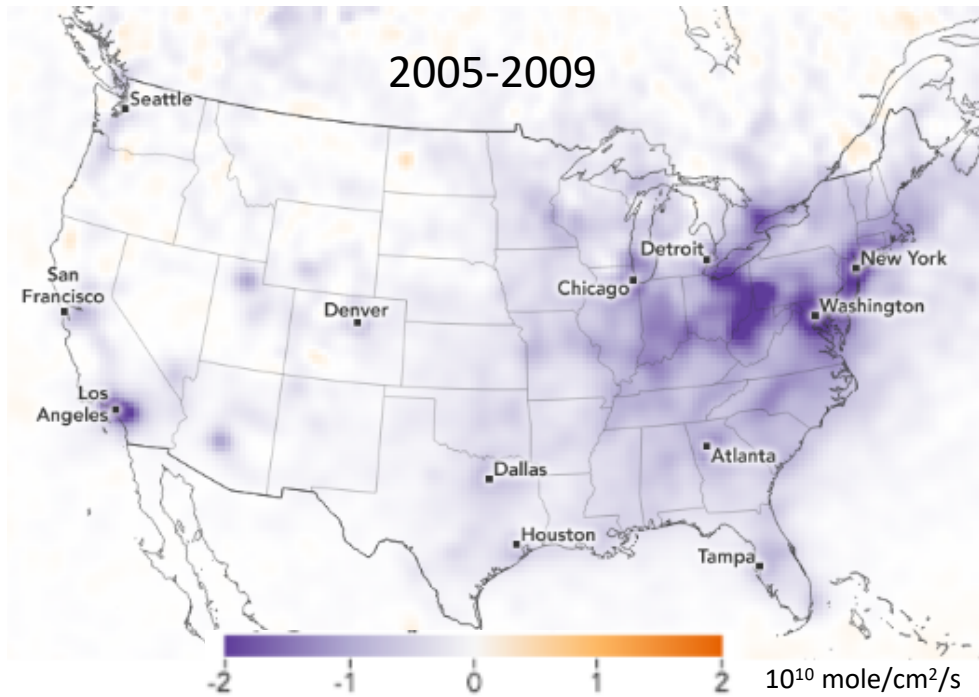 2005-2009
Seattle
San
Francisco
Los
Angeles
Denver
Dallas
Houston
Chicago
Detroit
New York
Washington
Atlanta
Tampa
-2
-1
0
1
2
10¹⁰ mole/cm²/s